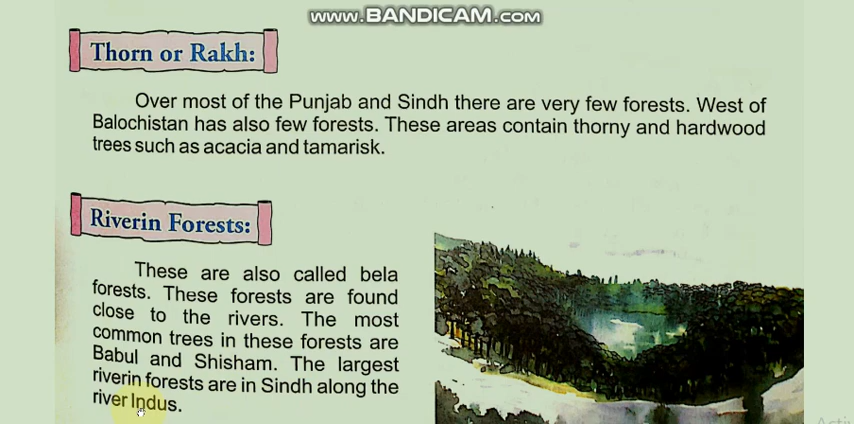 WWW.BANDICAM.COM
Thorn or Rakh:
Over most of the Punjab and Sindh there are very few forests. West of
Balochistan has also few forests. These areas contain thorny and hardwood
trees such as acacia and tamarisk.
Riverin Forests:
These are also called bela
forests. These forests are found
close to the rivers. The most
common trees in these forests are
Babul and Shisham. The largest
riverin forests are in Sindh along the
river Indus.